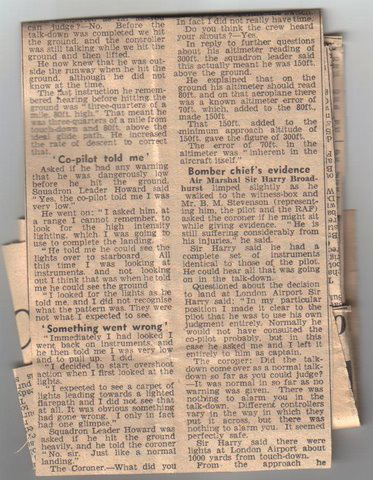 can judge?—No. Before the
talk-down was completed we hit
the ground, and the controller
was still talking when we hit the
ground and then lifted.
He now knew that he was out-
side the runway when he hit the
ground, although he did not
know at the time.
The last instruction he remem-
bered hearing before hitting the
ground was "three-quarters of a
mile, 80ft. high." That meant he
was three-quarters of a mile from
touch-down and 80ft. above the
ideal glide path. He increased
the rate of descent to correct
that.
'Co-pilot told me'
Asked if he had any warning
that he was dangerously low
before he hit the ground,
Squadron Leader Howard said
"Yes, the co-pilot told me I was
very low."
He went on: "I asked him, at
a range I cannot remember, to
look for the high intensity
lighting, which I was going to
use to complete the landing.
"He told me he could see the
lights over to starboard. All
this time I was looking at
instruments, and not looking
out I think that was when he told
me he could see the ground
"I looked for the lights as he
told me, and I did not recognise
what the pattern was. They were
not what I expected to see.
'Something went wrong'
"Immediately I had looked I
went back on instruments, and
he then told me I was very low
and to pull up. I did.
"I decided to start overshoot
action when I first looked at the
lights.
"I expected to see a carpet of
lights leading towards a lighted
flarepath and I did not see that
at all. It was obvious something
had gone wrong. I only in fact
had one glimpse."
Squadron Leader Howard was
asked if he hit the ground
heavily, and he told the coroner
"No, sir. Just like a normal
landing."
The Coroner.—What did you
In fact I did not really have time.
Do you think the crew heard
your shouts?—Yes.
In reply to further questions
about his altimeter reading of
300ft. the squadron leader said
this actually meant he was 150ft.
above the ground.
He explained that on the
ground his altimeter should read
80ft. and on that aeroplane there
was a known altimeter error of
70ft. which, added to the 80ft.,
made 150ft
That 150ft. added to the
minimum approach altitude of
150ft. gave the figure of 300ft.
The error of 70ft. in the
altimeter was "inherent in the
aircraft itself."
Bomber chief's evidence
Air Marshal Sir Harry Broad-
hurst limped slightly as he
walked to the witness-box and
Mr. B. M. Stevenson (represent-
ing him, the pilot and the RAF)
asked the coroner if he might sit
while giving evidence. "He is
still suffering considerably from
his injuries," he said.
Sir Harry said he had a
complete set of instruments
identical to those of the pilot.
He could hear all that was going
on in the talk-down.
Questioned about the decision
to land at London Airport Sir
Harry said: "In my particular
position I made it clear to the
pilot that he was to use his own
judgment entirely. Normally he
would not have consulted the
co-pilot probably, but in this
case he asked me and I left it
entirely to him as captain.
The coroner: Did the talk-
down come over as a normal talk-
down so far as you could judge?
—It was normal in so far as no
warning was given. There was
nothing to alarm you in the
talk-down. Different controllers
vary in the way in which they
put it across, but there was
nothing to alarm you. It seemed
perfectly safe.
Sir Harry said there were
lights at London Airport about
1000 yards from touch-down.
From the approach he